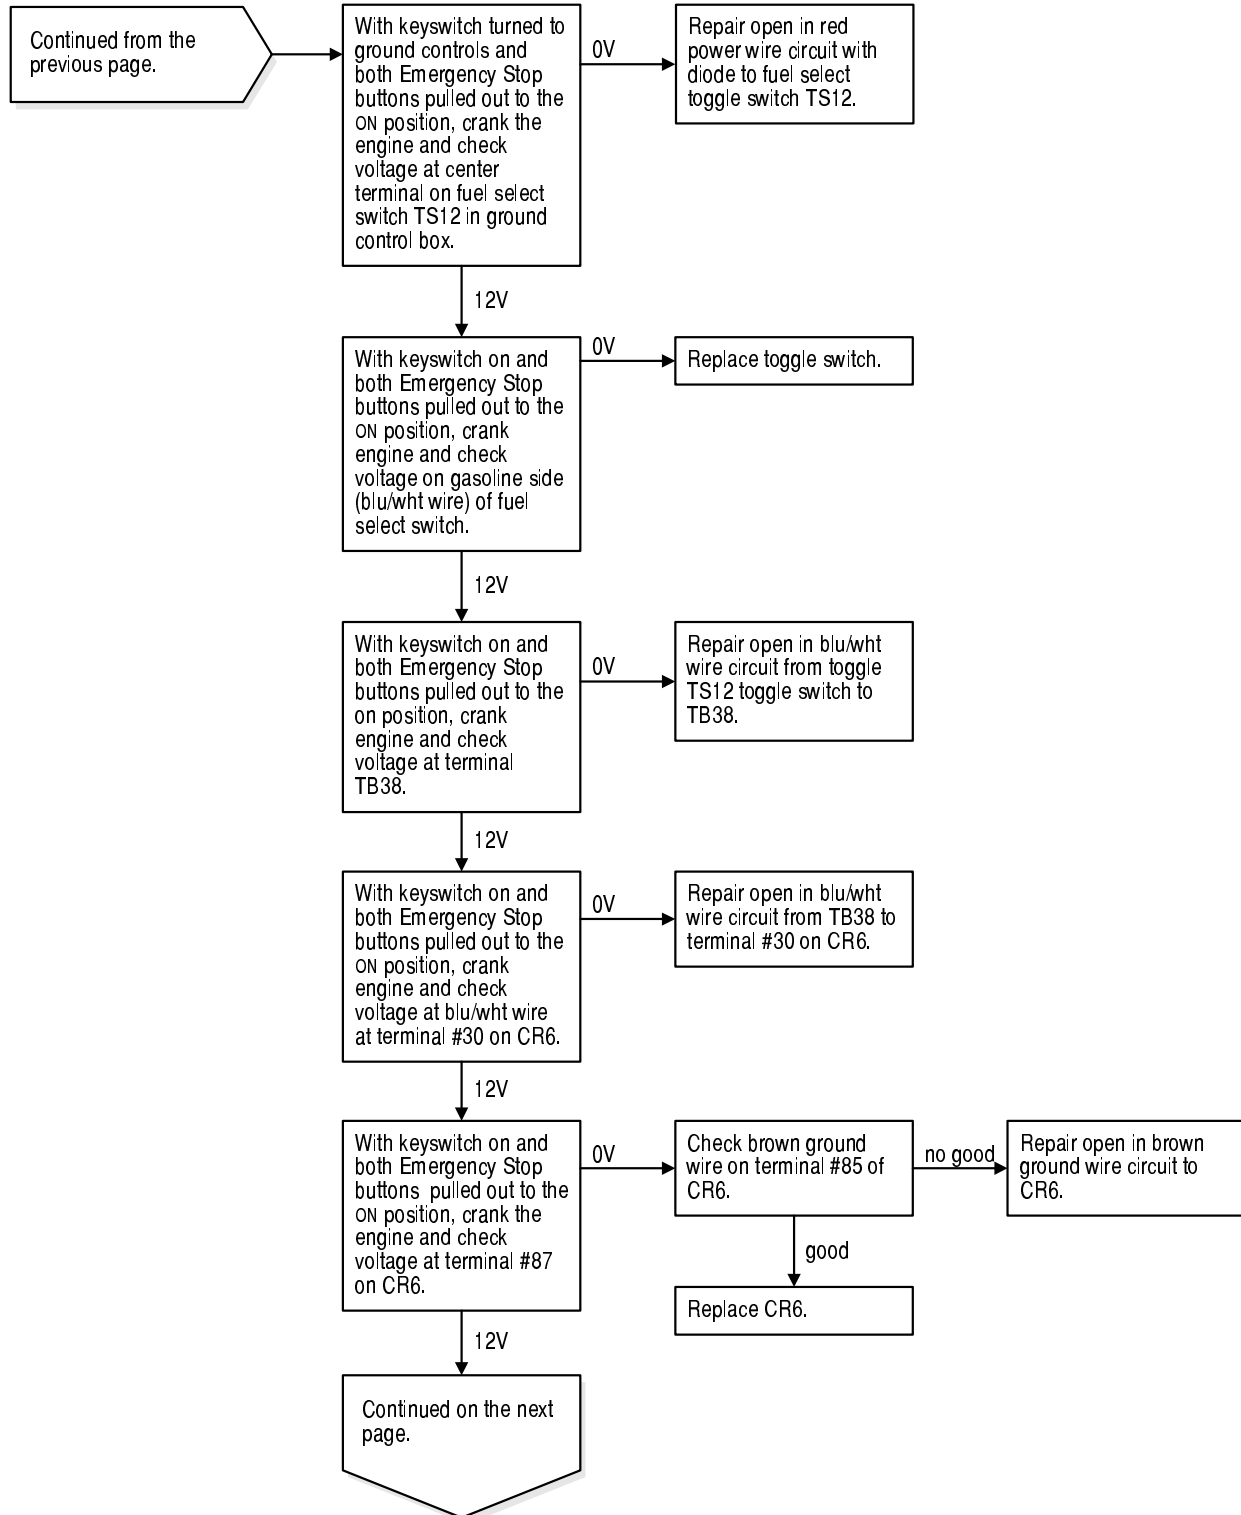 Continued from the
previous page.
With keyswitch turned to
ground controls and
both Emergency Stop
buttons pulled out to the
ON position, crank the
engine and check
voltage at center
terminal on fuel select
switch TS12 in ground
control box.
0V
Repair open in red
power wire circuit with
diode to fuel select
toggle switch TS12.
12V
With keyswitch on and
both Emergency Stop
buttons pulled out to the
ON position, crank
engine and check
voltage on gasoline side
(blu/wht wire) of fuel
select switch.
0V
Replace toggle switch.
12V
With keyswitch on and
both Emergency Stop
buttons pulled out to the
on position, crank
engine and check
voltage at terminal
TB38.
0V
Repair open in blu/wht
wire circuit from toggle
TS12 toggle switch to
TB38.
12V
With keyswitch on and
both Emergency Stop
buttons pulled out to the
ON position, crank
engine and check
voltage at blu/wht wire
at terminal #30 on CR6.
0V
Repair open in blu/wht
wire circuit from TB38 to
terminal #30 on CR6.
12V
With keyswitch on and
both Emergency Stop
buttons pulled out to the
ON position, crank the
engine and check
voltage at terminal #87
on CR6.
0V
Check brown ground
wire on terminal #85 of
CR6.
no good
Repair open in brown
ground wire circuit to
CR6.
good
Replace CR6.
12V
Continued on the next
page.